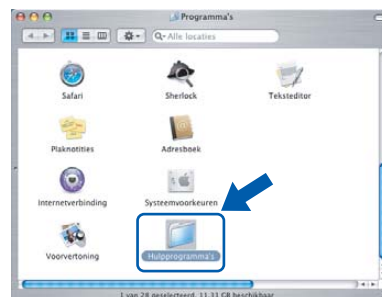 Programma's
Alle locaties
Safari
Sherlock
Teksteditor
Plaknotities
Adresboek
Internetverbinding
Systeemvoorkeuren
Voorvertoning
Hulpprogramma's
1 van 28 geselecteerd, 11,31 GB beschikbaar